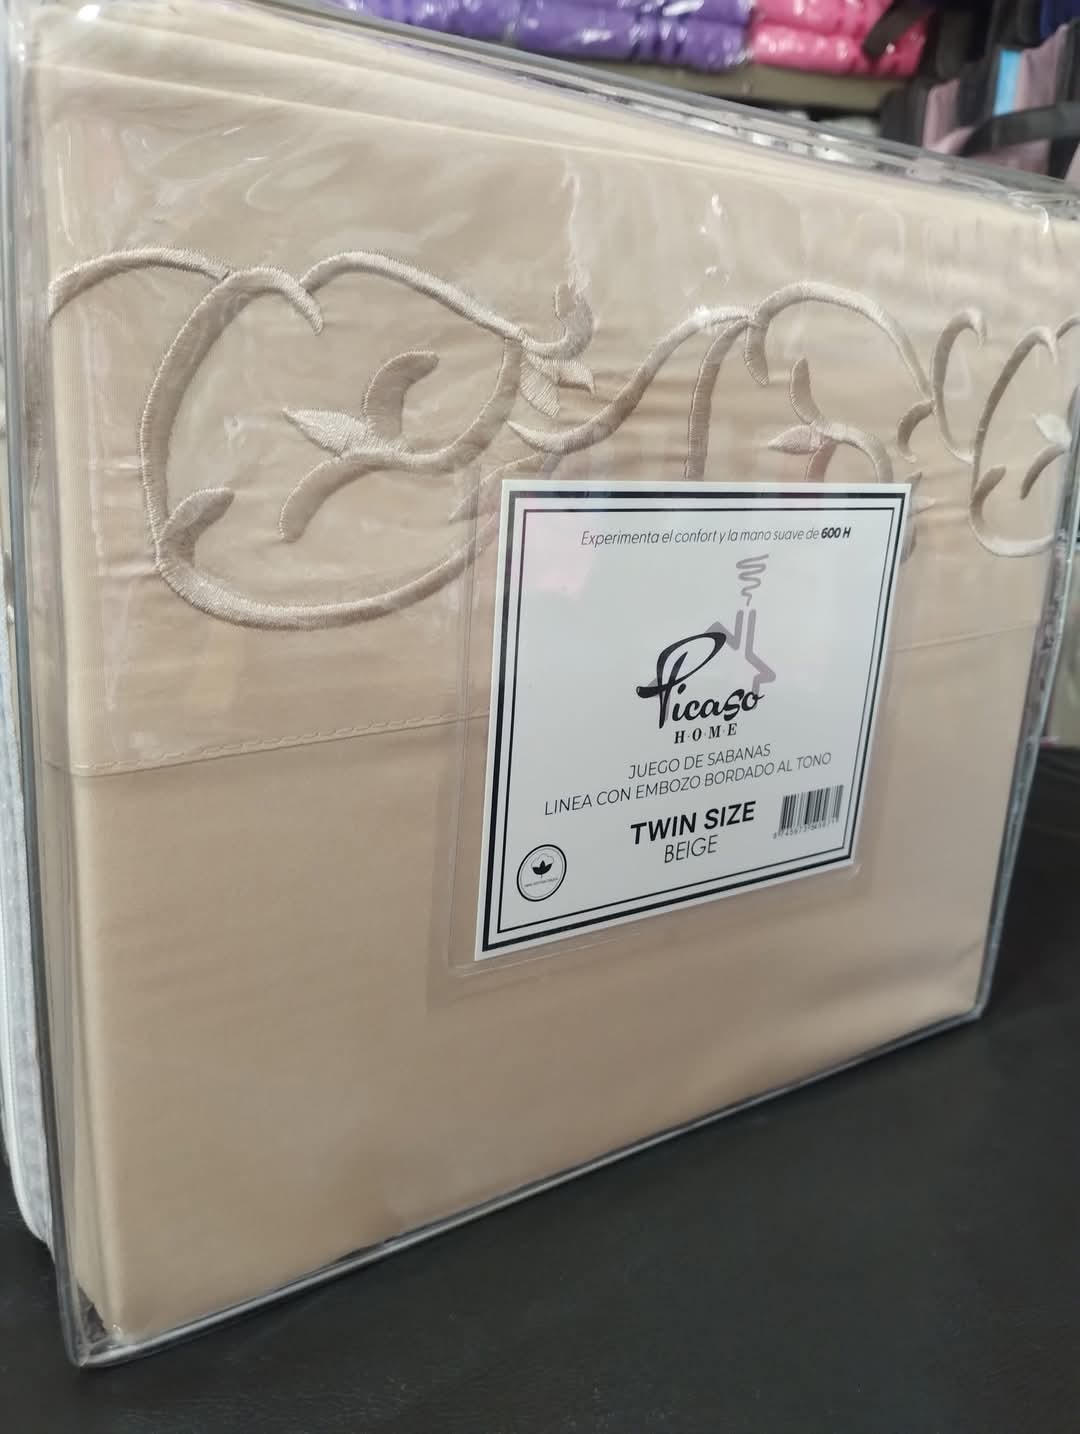 Experimenta el confort y la mano suave de 600 H
Picaso
H·O·M·E
JUEGO DE SABANAS
LINEA CON EMBOZO BORDADO AL TONO
TWIN SIZE
BEIGE